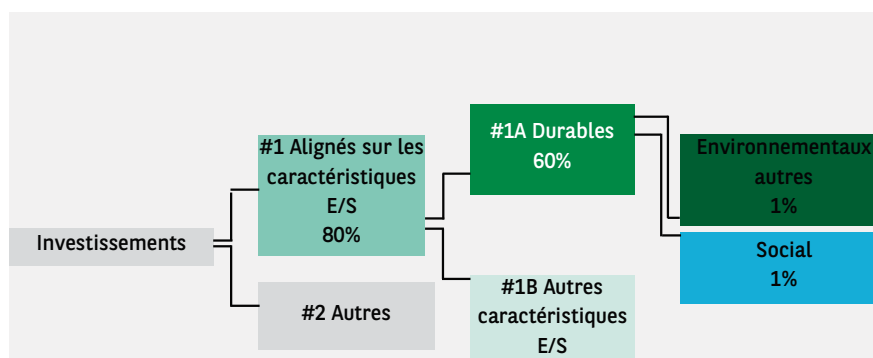 Investissements
#1 Alignés sur les
caractéristiques
E/S
80%
#2 Autres
#1A Durables
60%
#1B Autres
caractéristiques
E/S
Environnementaux
autres
1%
Social
1%